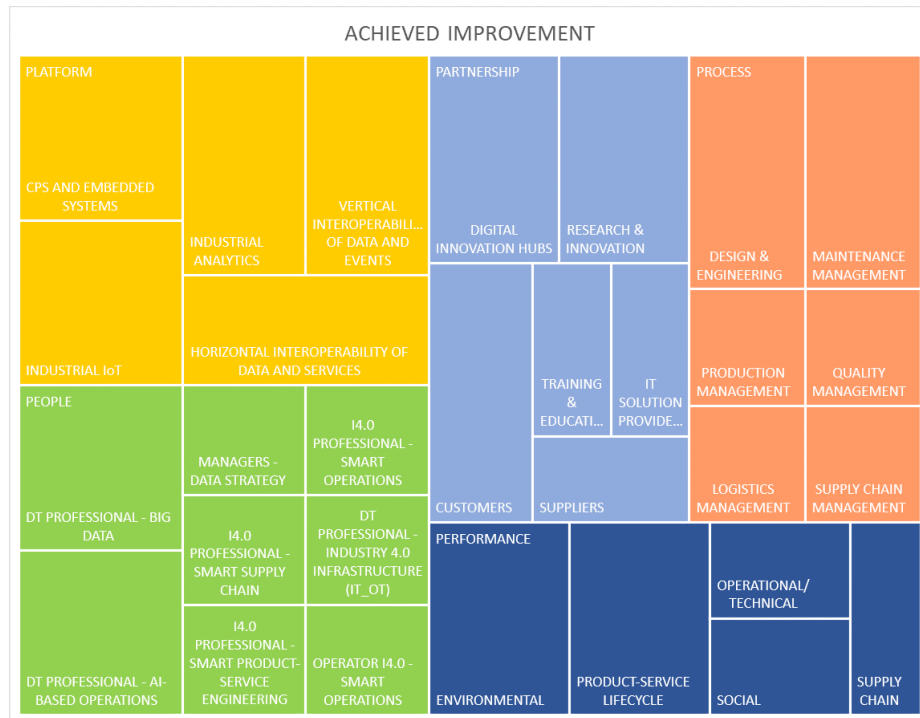 ACHIEVED IMPROVEMENT
PLATFORM
CPS AND EMBEDDED
SYSTEMS
INDUSTRIAL
ANALYTICS
VERTICAL
INTEROPERABILI...
OF DATA AND
EVENTS
INDUSTRIAL IoT
HORIZONTAL INTEROPERABILITY OF
DATA AND SERVICES
PEOPLE
DT PROFESSIONAL - BIG
DATA
MANAGERS -
DATA STRATEGY
I4.0
PROFESSIONAL -
SMART
OPERATIONS
I4.0
PROFESSIONAL -
SMART SUPPLY
CHAIN
DT
PROFESSIONAL -
INDUSTRY 4.0
INFRASTRUCTURE
(IT_OT)
DT PROFESSIONAL - AI-
BASED OPERATIONS
I4.0
PROFESSIONAL -
SMART PRODUCT-
SERVICE
ENGINEERING
OPERATOR I4.0 -
SMART
OPERATIONS
PARTNERSHIP
DIGITAL
INNOVATION HUBS
RESEARCH &
INNOVATION
CUSTOMERS
TRAINING
&
EDUCATI...
IT
SOLUTION
PROVIDE...
SUPPLIERS
PROCESS
DESIGN &
ENGINEERING
MAINTENANCE
MANAGEMENT
PRODUCTION
MANAGEMENT
QUALITY
MANAGEMENT
LOGISTICS
MANAGEMENT
SUPPLY CHAIN
MANAGEMENT
PERFORMANCE
ENVIRONMENTAL
PRODUCT-SERVICE
LIFECYCLE
OPERATIONAL/
TECHNICAL
SOCIAL
SUPPLY
CHAIN